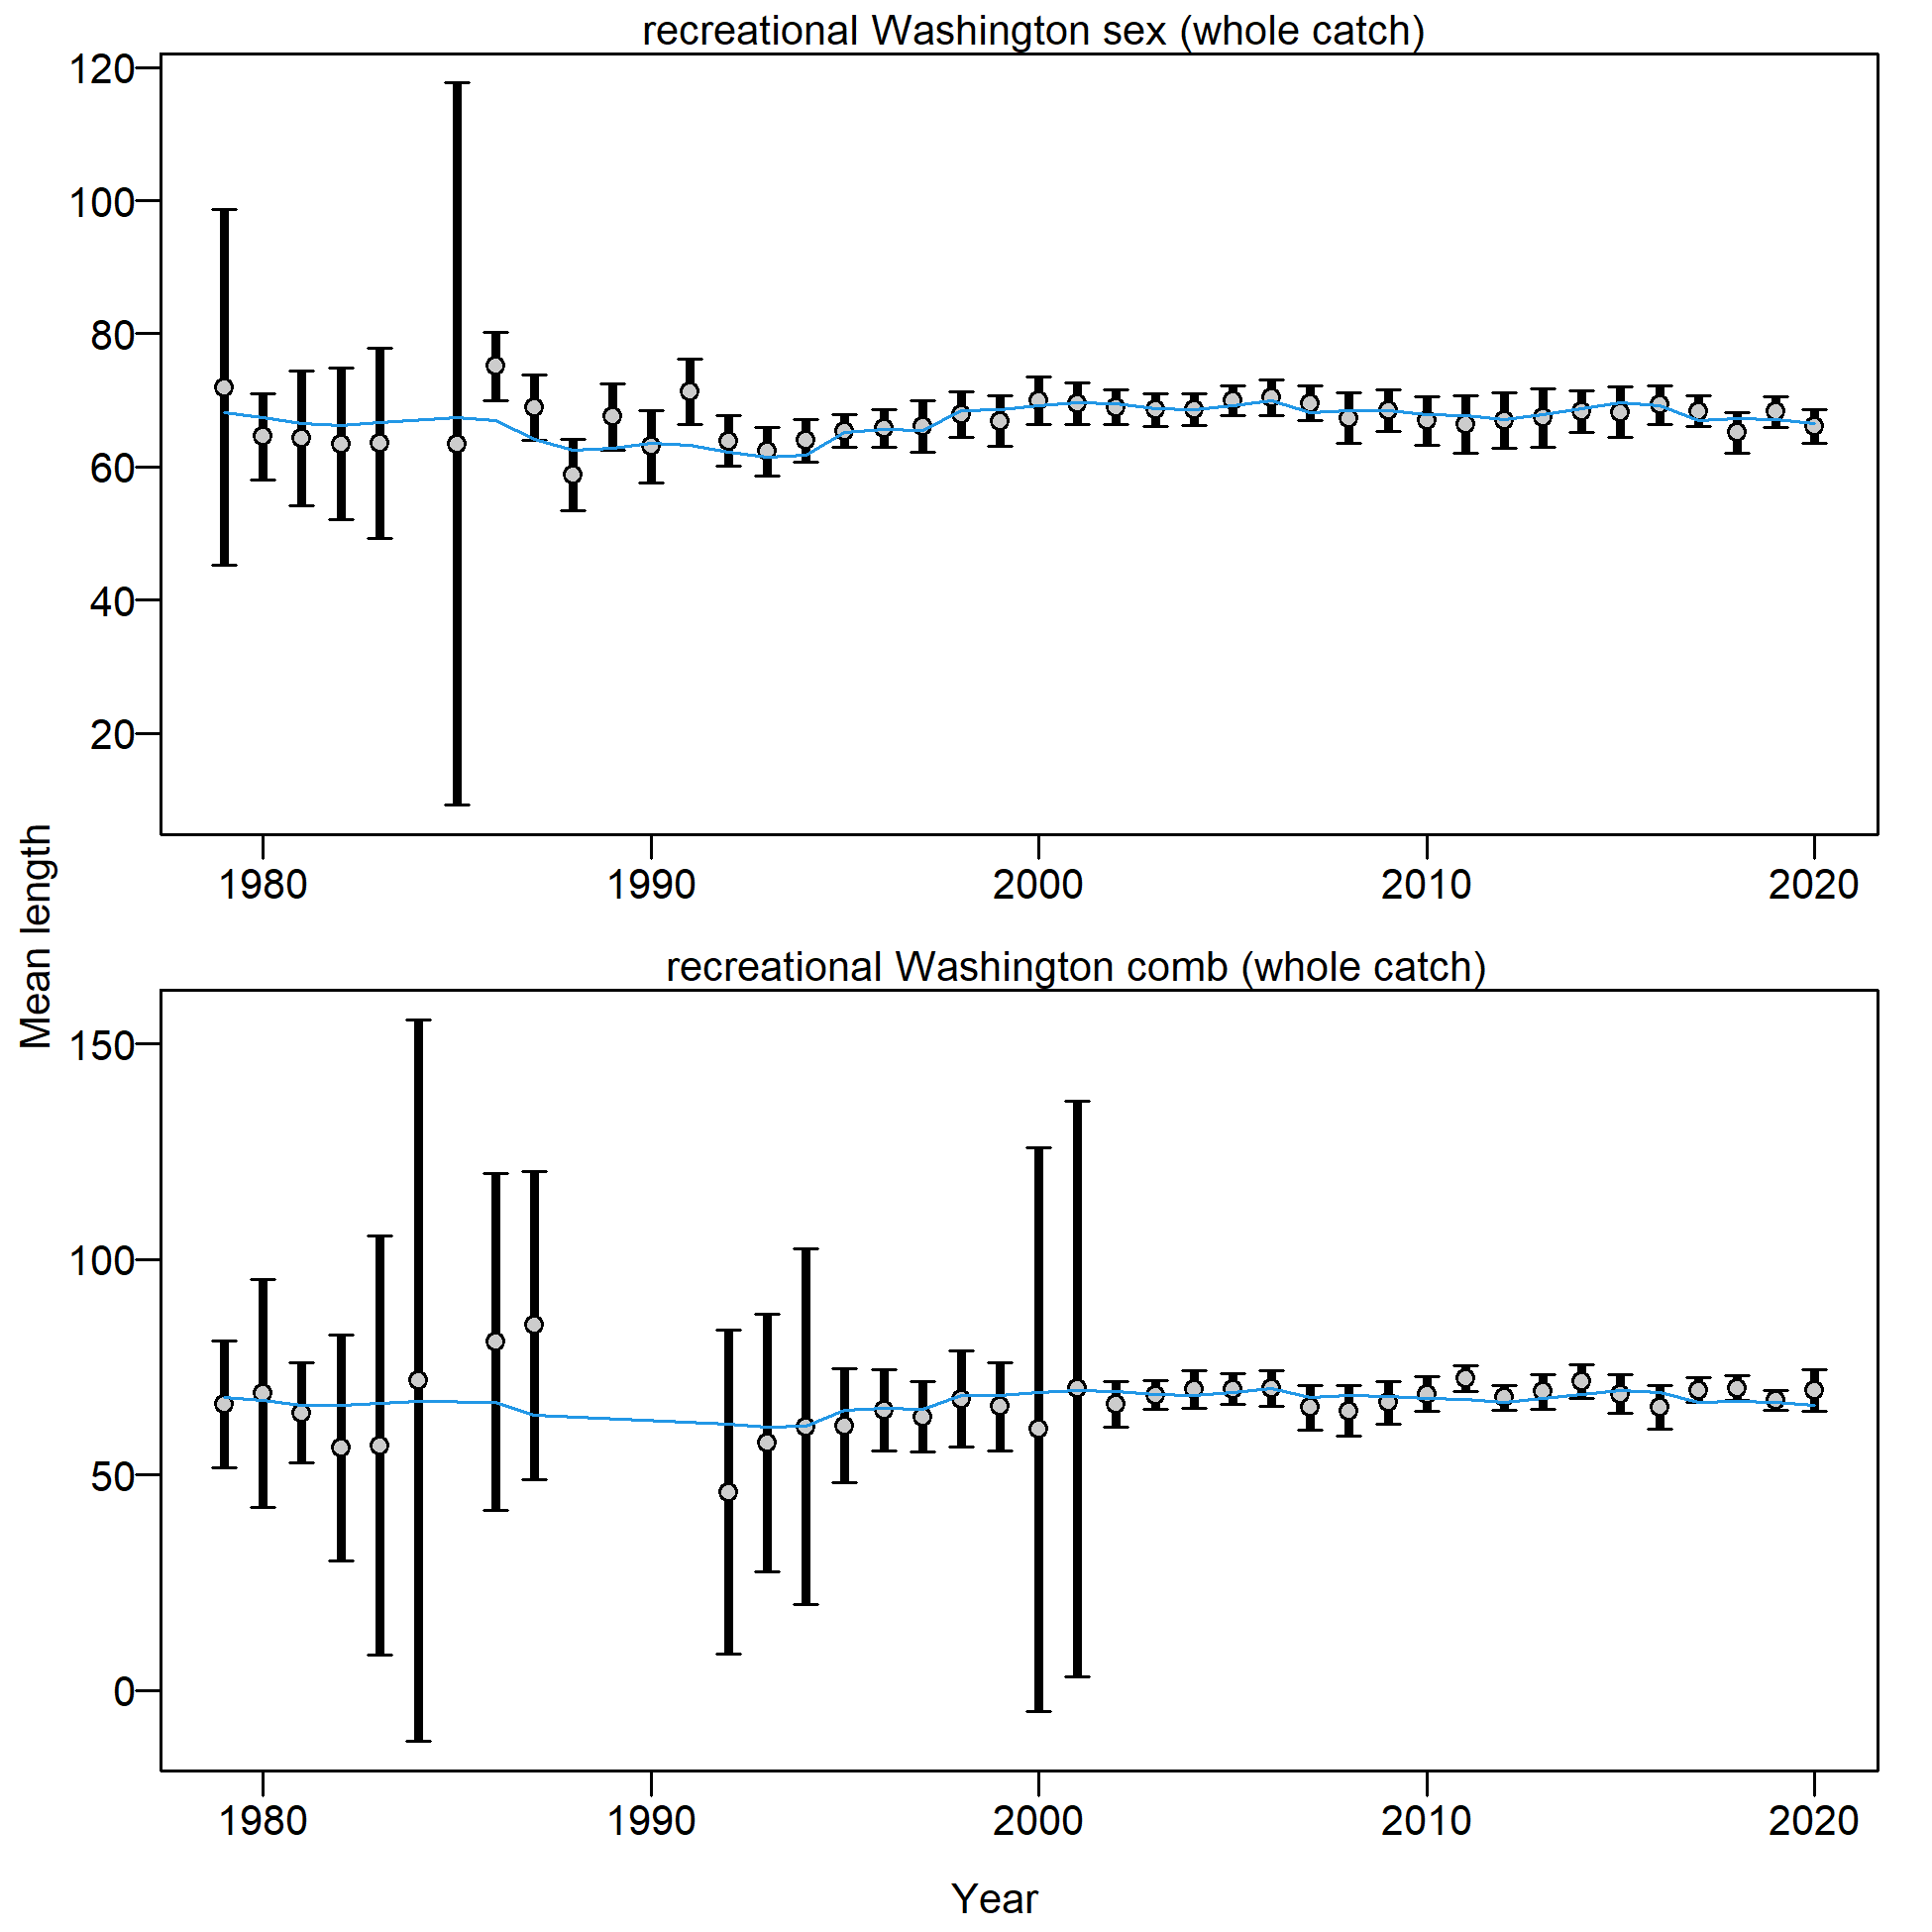 recreational Washington sex (whole catch)
120
100
80
60
40
20
1980 1990 2000 2010 2020
Mean length
recreational Washington comb (whole catch)
150
100
50
0
1980 1990 2000 2010 2020
Year